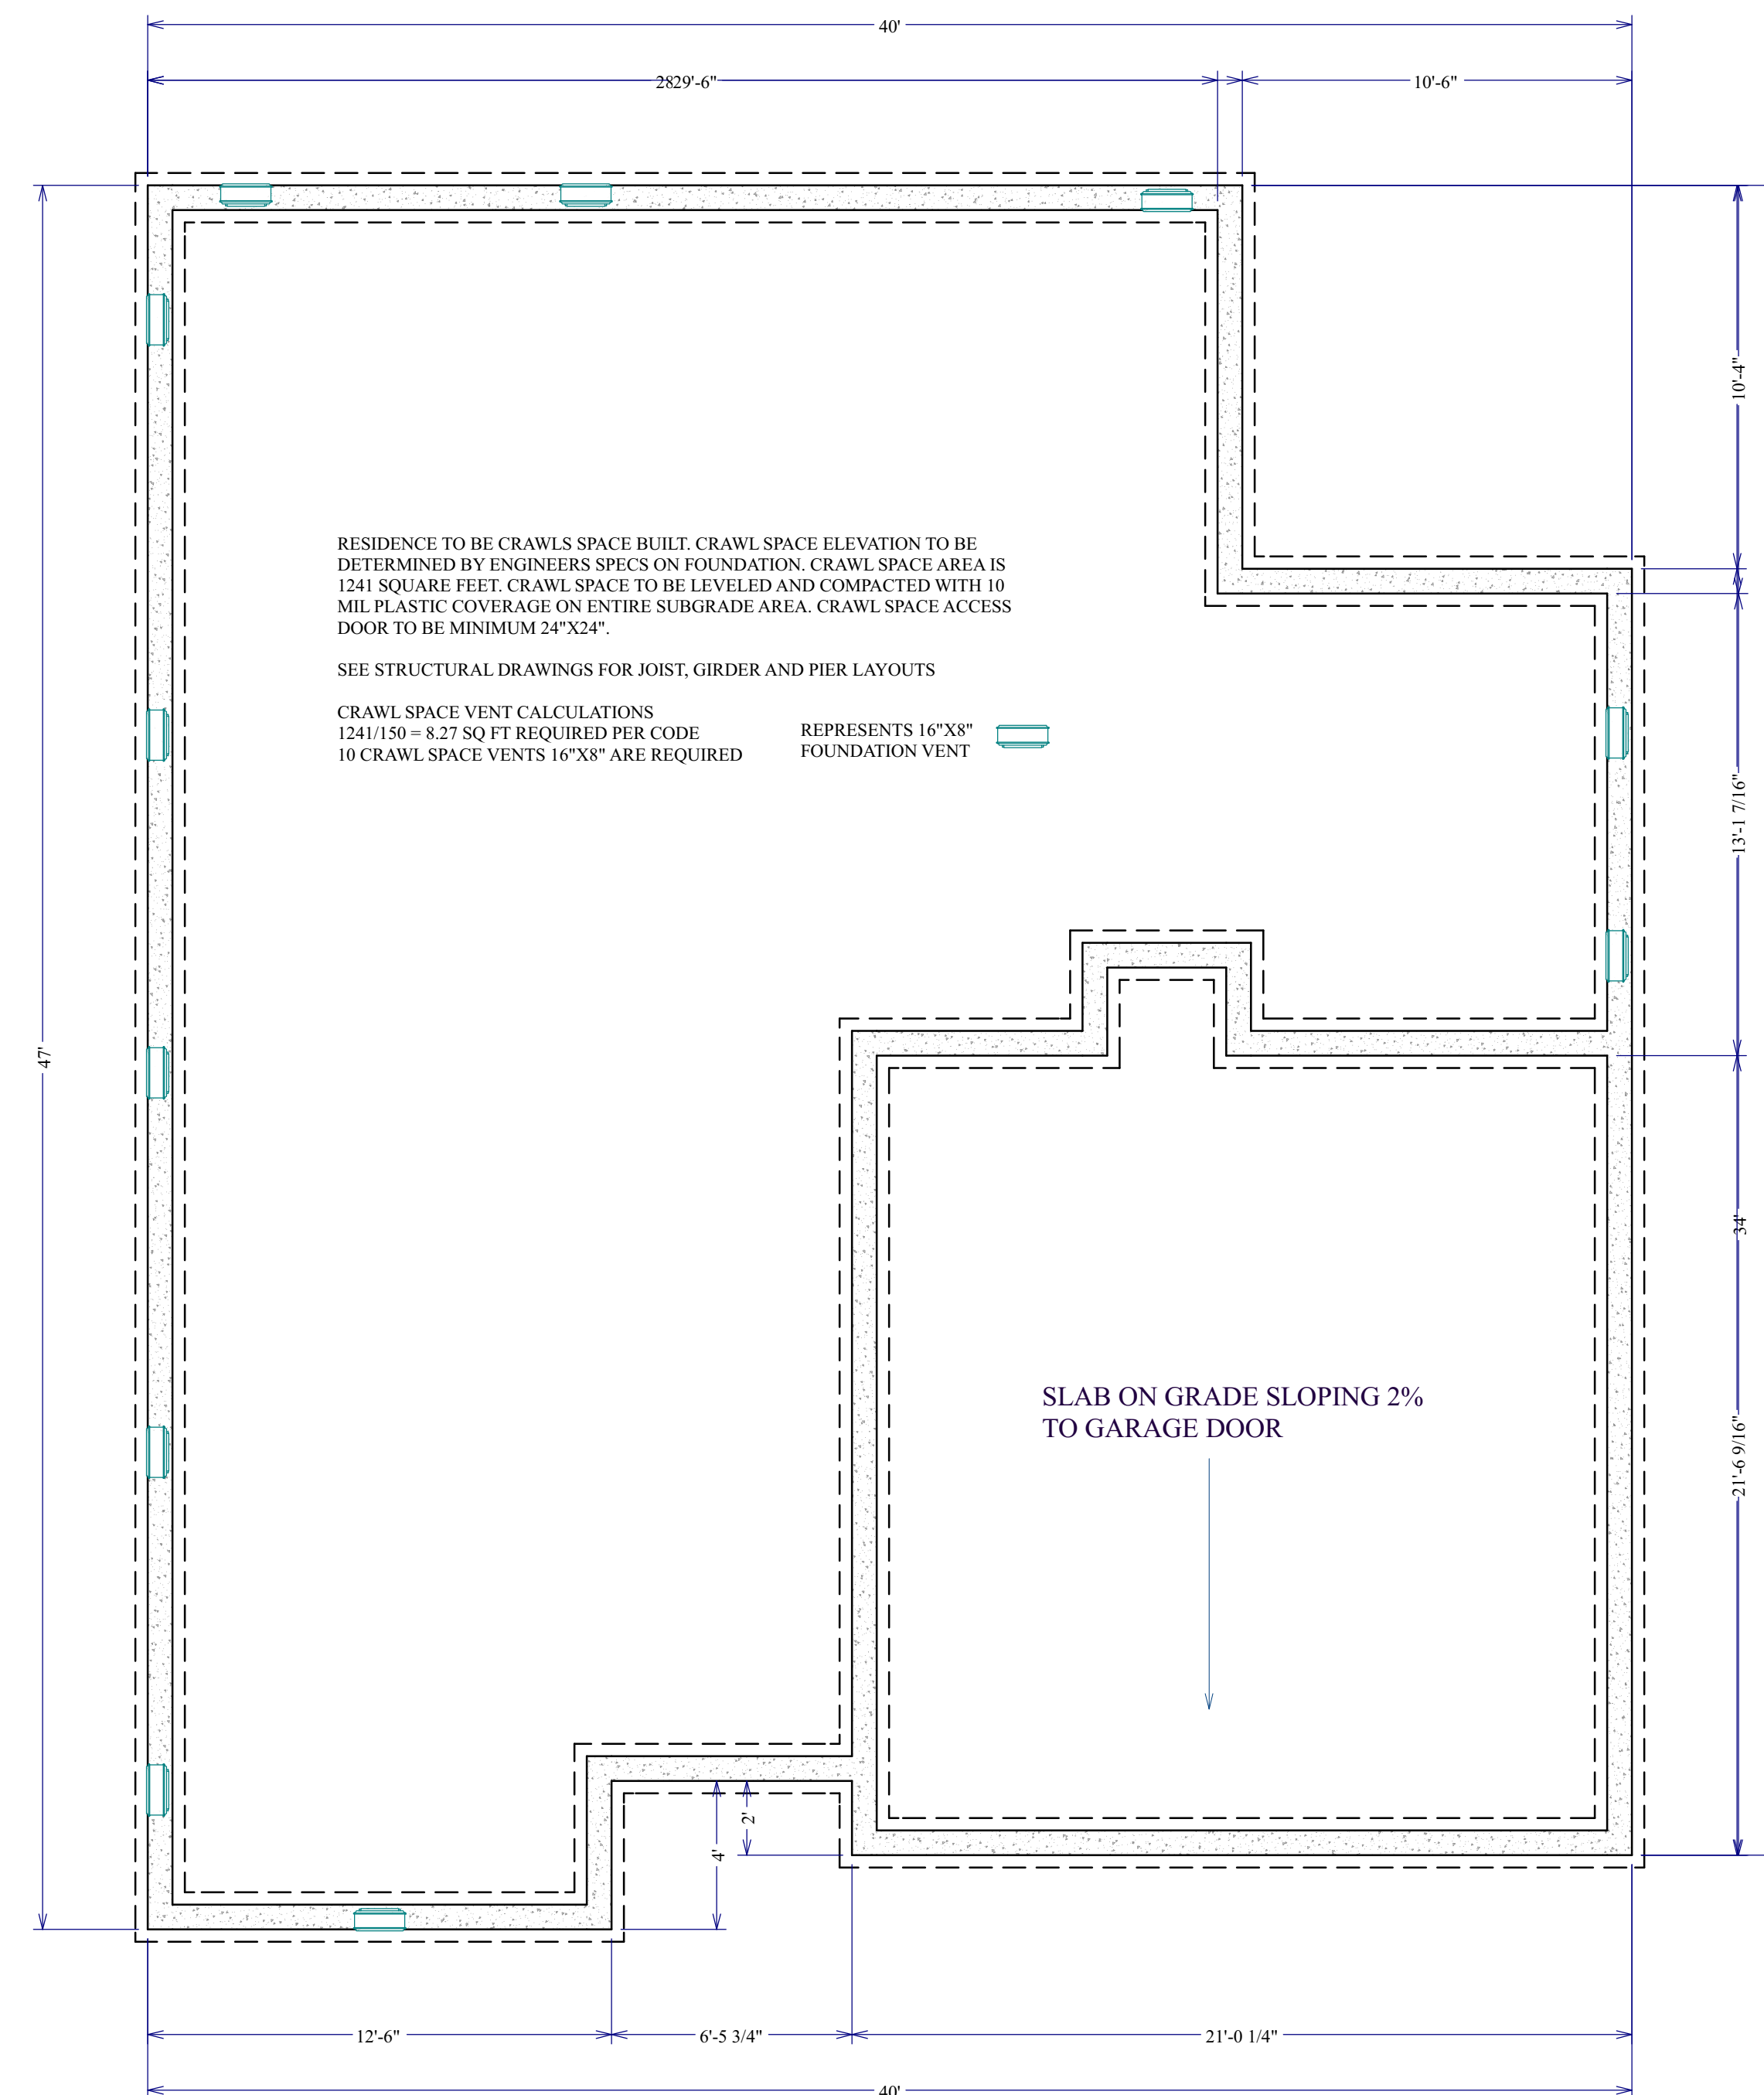 40'
2829'-6"
10'-6"
10'-4"
RESIDENCE TO BE CRAWLS SPACE BUILT. CRAWL SPACE ELEVATION TO BE
DETERMINED BY ENGINEERS SPECS ON FOUNDATION. CRAWL SPACE AREA IS
1241 SQUARE FEET. CRAWL SPACE TO BE LEVELED AND COMPACTED WITH 10
MIL PLASTIC COVERAGE ON ENTIRE SUBGRADE AREA. CRAWL SPACE ACCESS
DOOR TO BE MINIMUM 24"X24".
SEE STRUCTURAL DRAWINGS FOR JOIST, GIRDER AND PIER LAYOUTS
CRAWL SPACE VENT CALCULATIONS
1241/150 = 8.27 SQ FT REQUIRED PER CODE
10 CRAWL SPACE VENTS 16"X8" ARE REQUIRED
REPRESENTS 16"X8"
FOUNDATION VENT
13'-1 7/16"
47'
34'
SLAB ON GRADE SLOPING 2%
TO GARAGE DOOR
21'-6 9/16"
2'
4'
12'-6"
6'-5 3/4"
21'-0 1/4"
40'